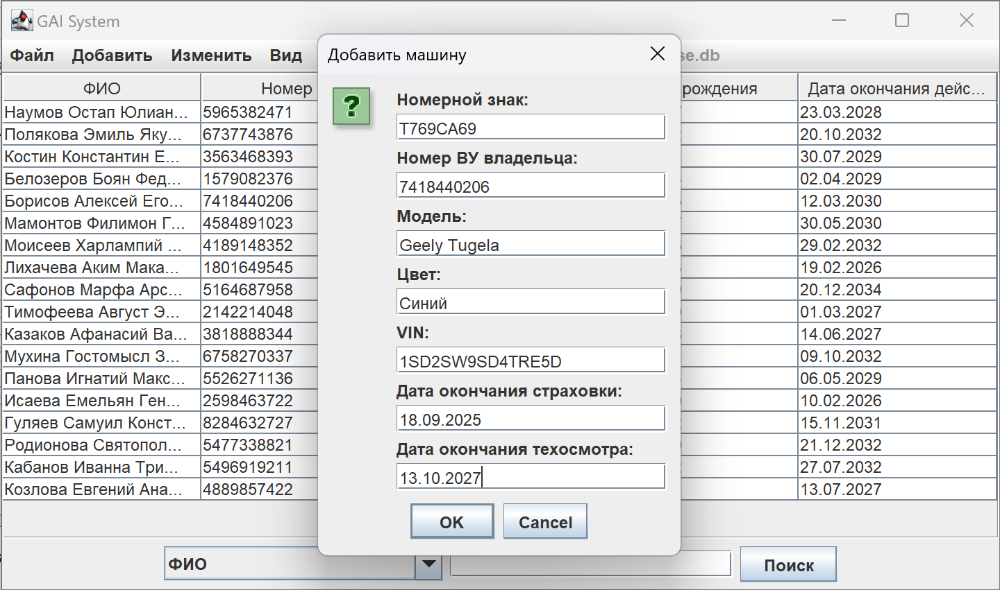 GAI System
Файл Добавить Изменить Вид
Добавить машину
ФИО Номер рождения Дата окончания дейс...
Наумов Остап Юлиан... 5965382471 23.03.2028
Полякова Эмиль Яку... 6737743876 20.10.2032
Костин Константин Е... 3563468393 30.07.2029
Белозеров Боян Фед... 1579082376 02.04.2029
Борисов Алексей Его... 7418440206 12.03.2030
Мамонтов Филимон Г... 4584891023 30.05.2030
Моисеев Харлампий ... 4189148352 29.02.2032
Лихачева Аким Мака... 1801649545 19.02.2026
Сафонов Марфа Арс... 5164687958 20.12.2034
Тимофеева Август Э... 2142214048 01.03.2027
Казаков Афанасий Ва... 3818888344 14.06.2027
Мухина Гостомысл З... 6758270337 09.10.2032
Панова Игнатий Макс... 5526271136 06.05.2029
Исаева Емельян Ген... 2598463722 10.02.2026
Гуляев Самуил Конст... 8284632727 15.11.2031
Родионова Святопол... 5477338821 21.12.2032
Кабанов Иванна Три... 5496919211 27.07.2032
Козлова Евгений Ана... 4889857422 13.07.2027
?
Номерной знак:
Т769СА69
Номер ВУ владельца:
7418440206
Модель:
Geely Tugela
Цвет:
Синий
VIN:
1SD2SW9SD4TRE5D
Дата окончания страховки:
18.09.2025
Дата окончания техосмотра:
13.10.2027
OK Cancel
ФИО Поиск